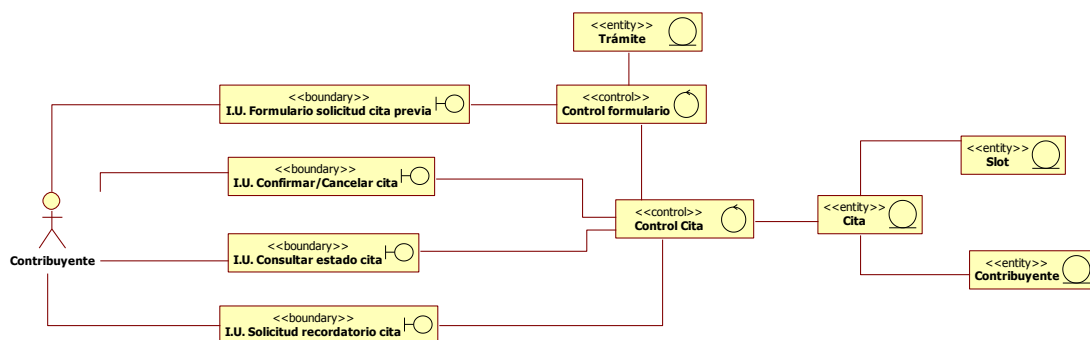 <<entity>>
Trámite
<<boundary>>
I.U. Formulario solicitud cita previa
<<control>>
Control formulario
<<boundary>>
I.U. Confirmar/Cancelar cita
<<entity>>
Slot
<<control>>
Control Cita
<<entity>>
Cita
<<boundary>>
I.U. Consultar estado cita
Contribuyente
<<entity>>
Contribuyente
<<boundary>>
I.U. Solicitud recordatorio cita